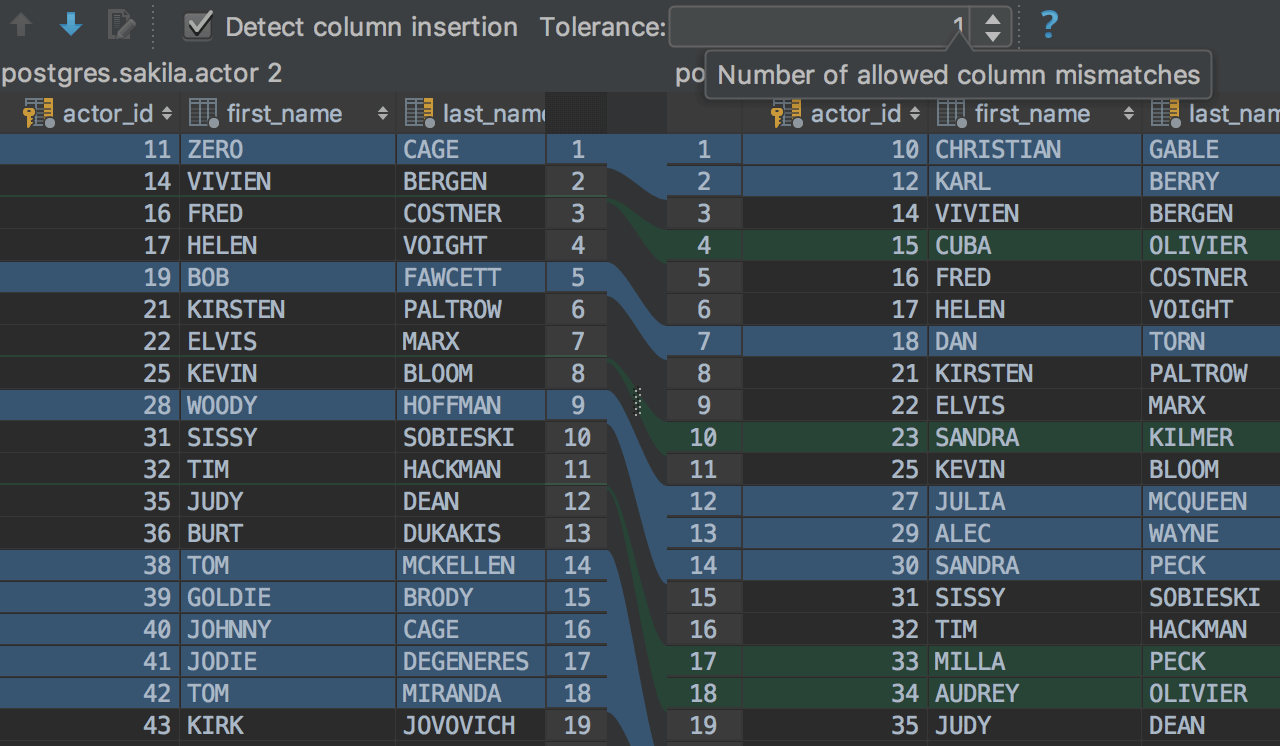 Detect column insertion Tolerance: 1 ?
postgres.sakila.actor 2 po
Number of allowed column mismatches
actor_id first_name last_name actor_id first_name last_nam
11 ZERO CAGE 1 1 10 CHRISTIAN GABLE
14 VIVIEN BERGEN 2 2 12 KARL BERRY
16 FRED COSTNER 3 3 14 VIVIEN BERGEN
17 HELEN VOIGHT 4 4 15 CUBA OLIVIER
19 BOB FAWCETT 5 5 16 FRED COSTNER
21 KIRSTEN PALTROW 6 6 17 HELEN VOIGHT
22 ELVIS MARX 7 7 18 DAN TORN
25 KEVIN BLOOM 8 8 21 KIRSTEN PALTROW
28 WOODY HOFFMAN 9 9 22 ELVIS MARX
31 SISSY SOBIESKI 10 10 23 SANDRA KILMER
32 TIM HACKMAN 11 11 25 KEVIN BLOOM
35 JUDY DEAN 12 12 27 JULIA MCQUEEN
36 BURT DUKAKIS 13 13 29 ALEC WAYNE
38 TOM MCKELLEN 14 14 30 SANDRA PECK
39 GOLDIE BRODY 15 15 31 SISSY SOBIESKI
40 JOHNNY CAGE 16 16 32 TIM HACKMAN
41 JODIE DEGENERES 17 17 33 MILLA PECK
42 TOM MIRANDA 18 18 34 AUDREY OLIVIER
43 KIRK JOVOVICH 19 19 35 JUDY DEAN